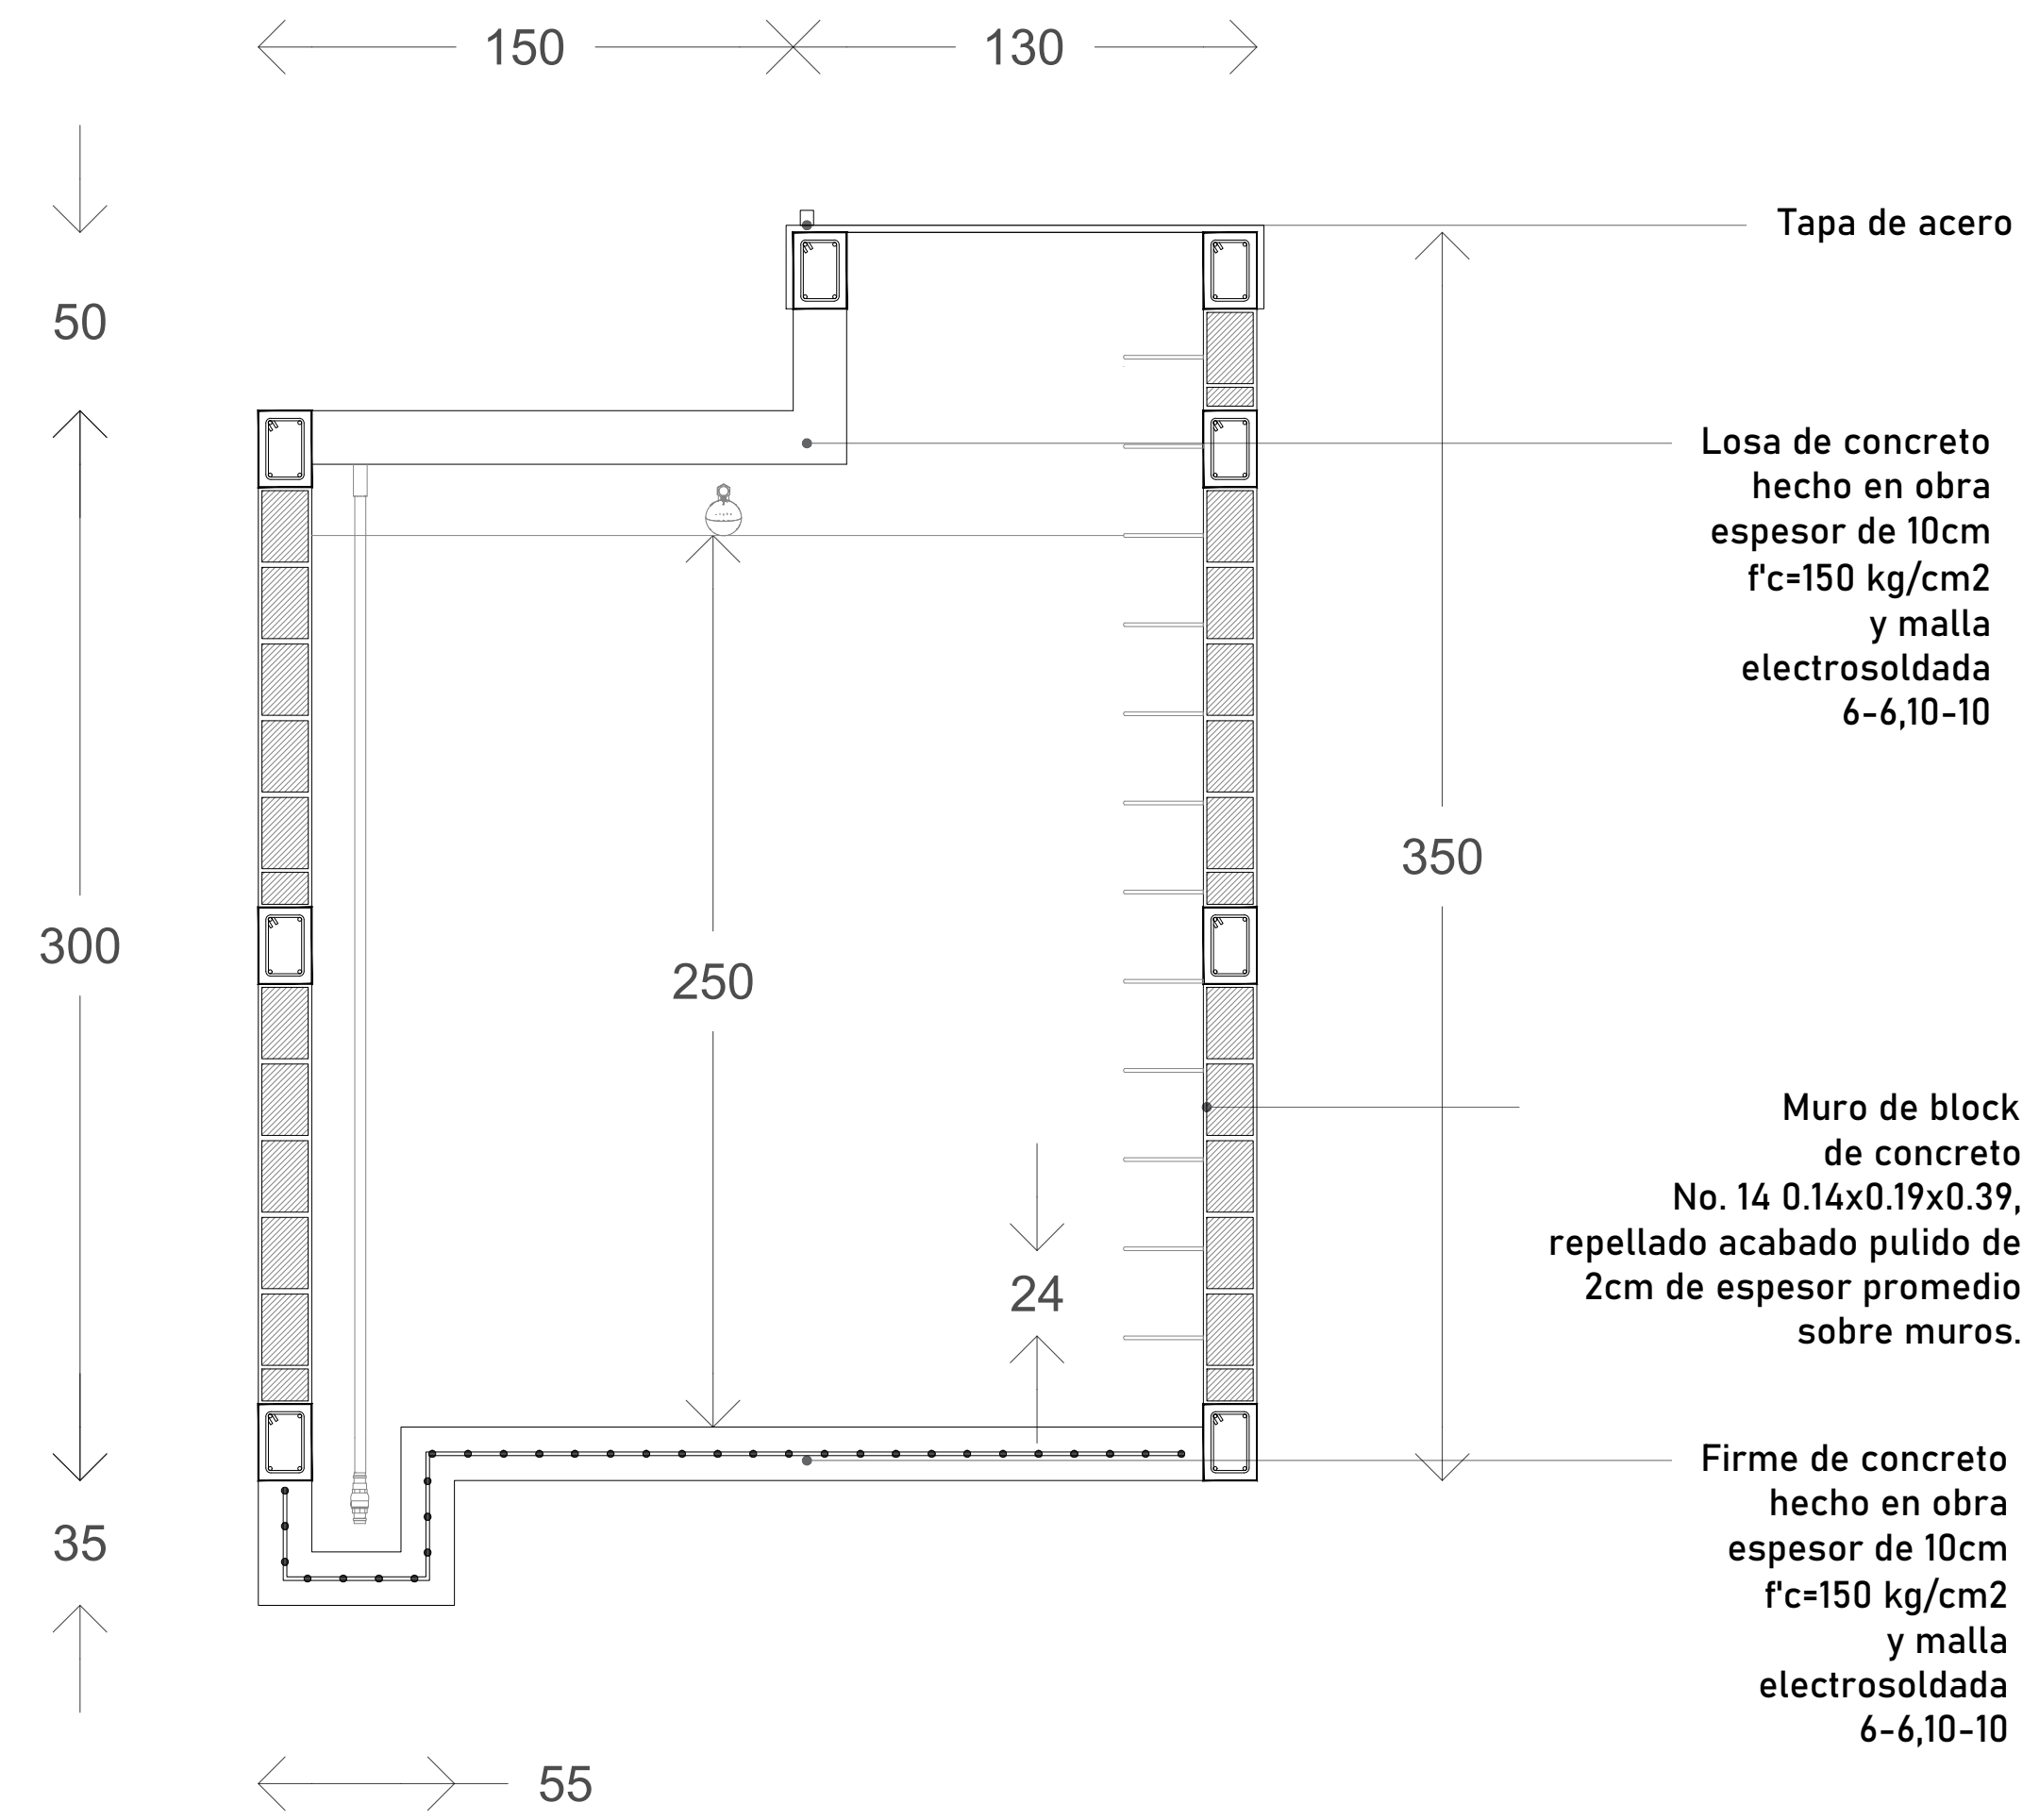 150
130
Tapa de acero
50
Losa de concreto
hecho en obra
espesor de 10cm
f'c=150 kg/cm2
y malla
electrosoldada
6-6,10-10
350
300
250
Muro de block
de concreto
No. 14 0.14x0.19x0.39,
repellado acabado pulido de
2cm de espesor promedio
sobre muros.
24
Firme de concreto
hecho en obra
espesor de 10cm
f'c=150 kg/cm2
y malla
electrosoldada
6-6,10-10
35
55